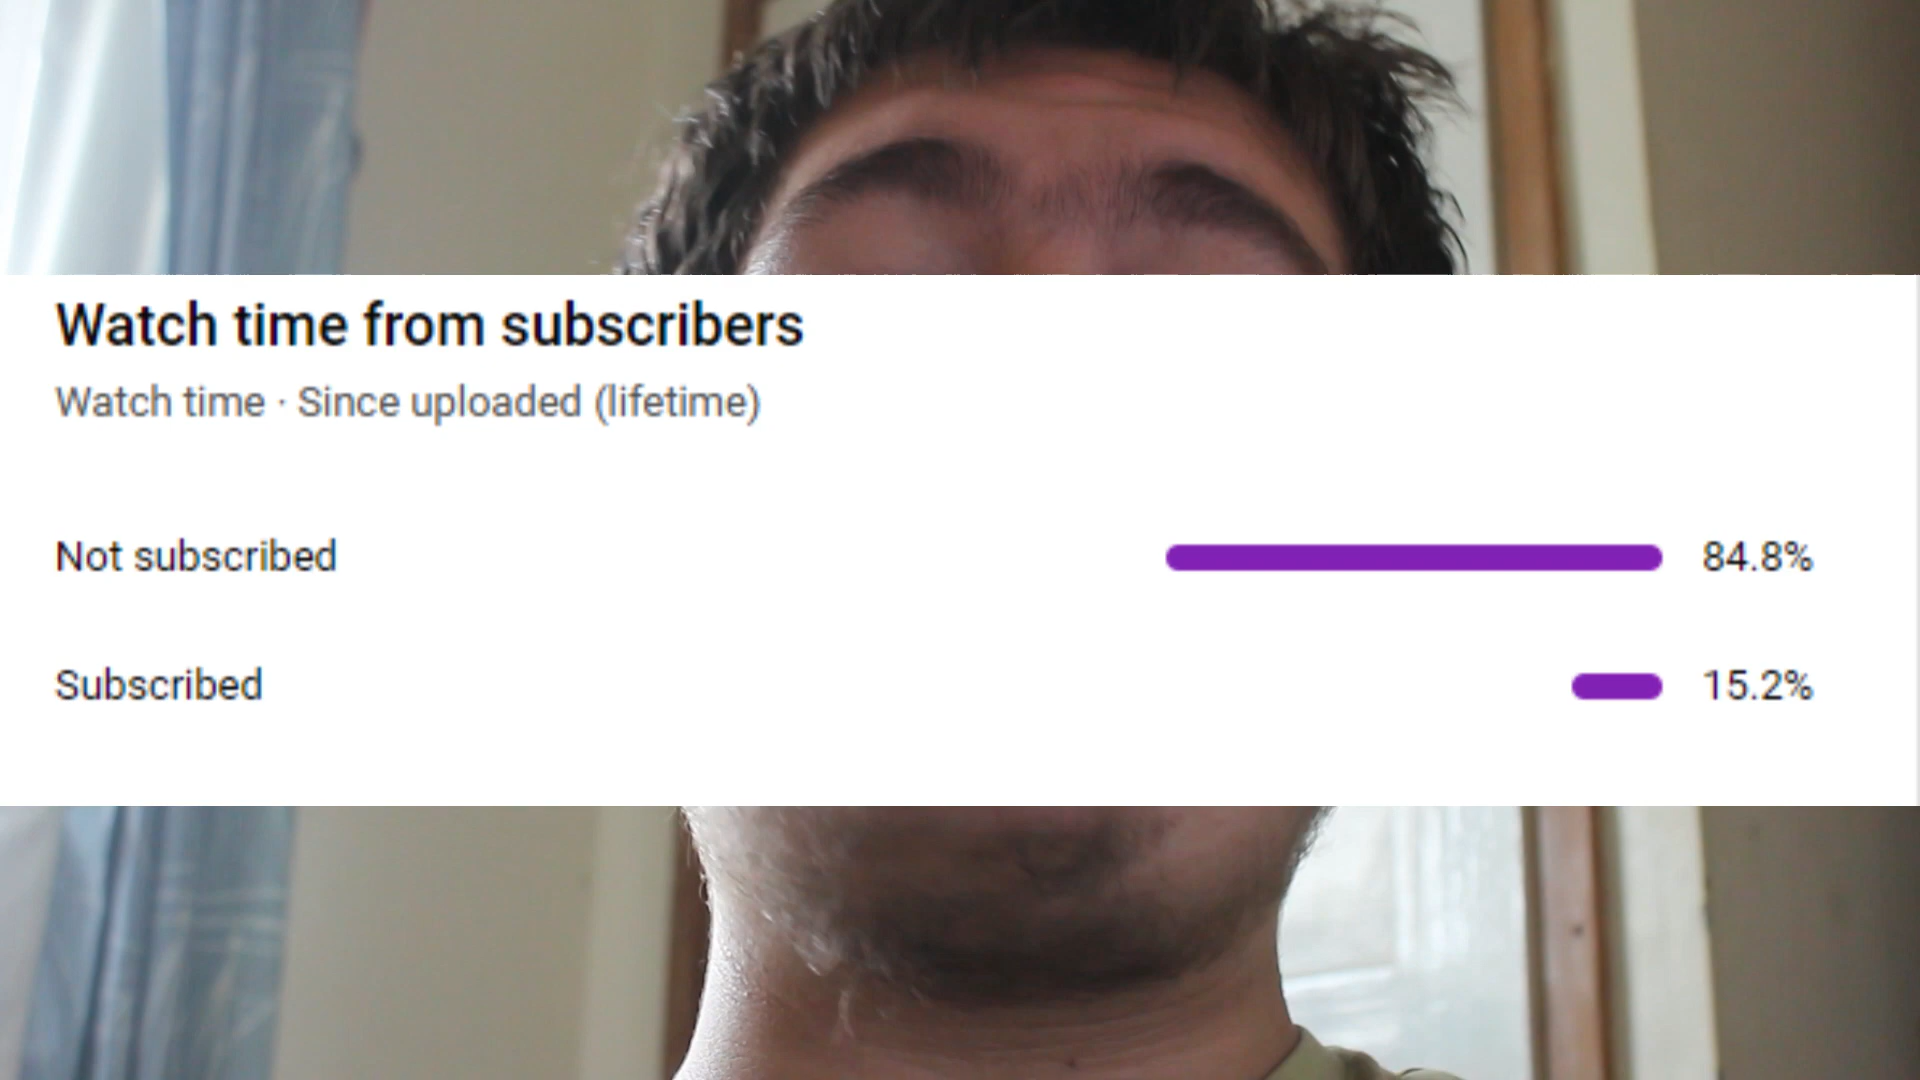 Watch time from subscribers
Watch time · Since uploaded (lifetime)
Not subscribed 84.8%
Subscribed 15.2%